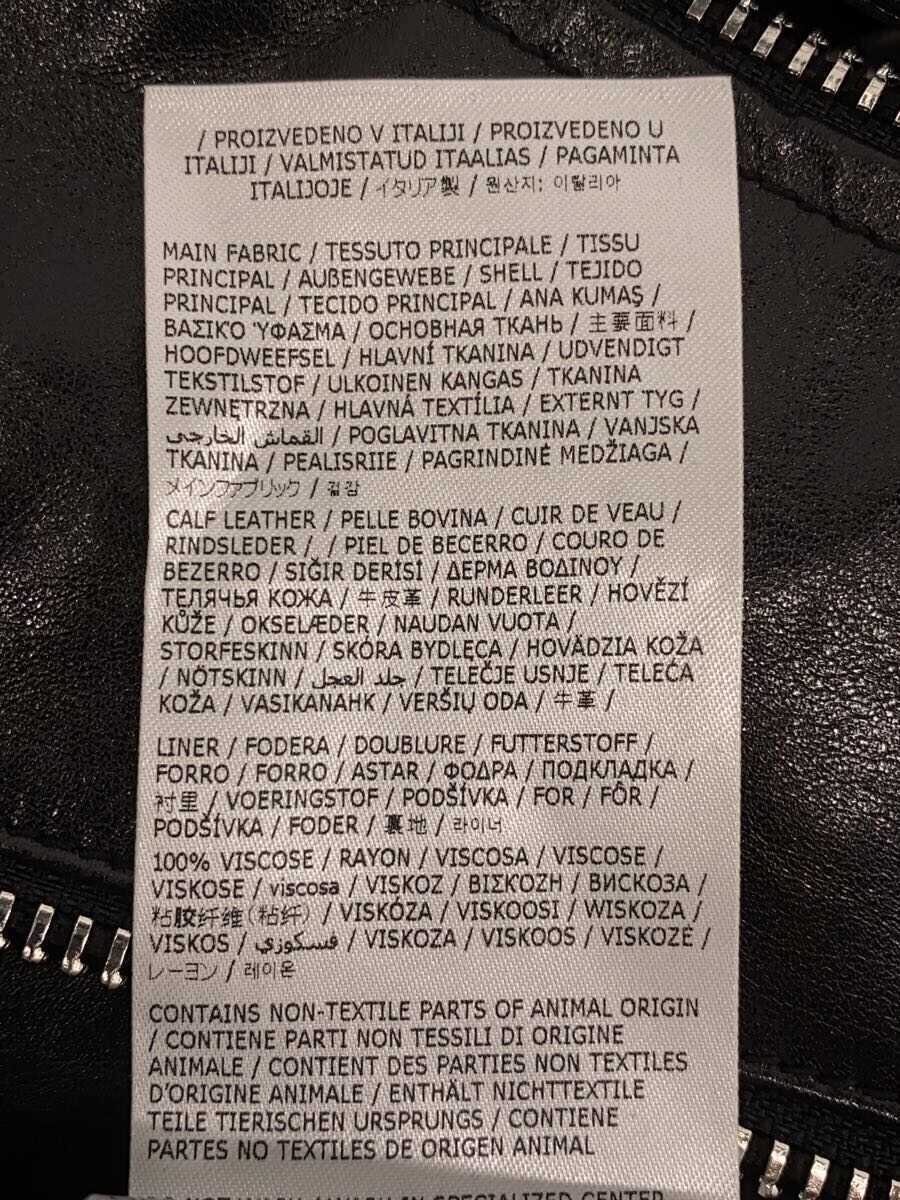 / PROIZVEDENO V ITALIJI / PROIZVEDENO U
ITALIJI / VALMISTATUD ITAALIAS / PAGAMINTA
ITALIJOJE / イタリア製 / 원산지: 이탈리아
MAIN FABRIC / TESSUTO PRINCIPALE / TISSU
PRINCIPAL / AUßENGEWEBE / SHELL / TEJIDO
PRINCIPAL / TECIDO PRINCIPAL / ANA KUMAŞ /
ΒΑΣΙΚΌ ΎΦΑΣΜΑ / ОСНОВНАЯ ТКАНЬ / 主要面料 /
HOOFDWEEFSEL / HLAVNÍ TKANINA / UDVENDIGT
TEKSTILSTOF / ULKOINEN KANGAS / TKANINA
ZEWNĘTRZNA / HLAVNÁ TEXTÍLIA / EXTERNT TYG /
القماش الخارجي / POGLAVITNA TKANINA / VANJSKA
TKANINA / PEALISRIIE / PAGRINDINĖ MEDŽIAGA /
メインファブリック / 겉감
CALF LEATHER / PELLE BOVINA / CUIR DE VEAU /
RINDSLEDER / / PIEL DE BECERRO / COURO DE
BEZERRO / SIĞIR DERİSİ / ΔΕΡΜΑ ΒΟΔΙΝΟΥ /
ТЕЛЯЧЬЯ КОЖА / 牛皮革 / RUNDERLEER / HOVĚZÍ
KŮŽE / OKSELÆDER / NAUDAN VUOTA /
STORFESKINN / SKÓRA BYDLĘCA / HOVÄDZIA KOŽA
/ NÖTSKINN / جلد العجل / TELEČJE USNJE / TELEĆA
KOŽA / VASIKANAHK / VERŠIŲ ODA / 牛革 /
LINER / FODERA / DOUBLURE / FUTTERSTOFF /
FORRO / FORRO / ASTAR / ΦΟΔΡΑ / ПОДКЛАДКА /
衬里 / VOERINGSTOF / PODŠÍVKA / FOR / FÔR /
PODŠÍVKA / FODER / 裏地 / 라이너
100% VISCOSE / RAYON / VISCOSA / VISCOSE /
VISKOSE / viscosa / VISKOZ / ΒΙΣΚΌΖΗ / ВИСКОЗА /
粘胶纤维(粘纤) / VISKÓZA / VISKOOSI / WISKOZA /
VISKOS / فسكوزي / VISKOZA / VISKOOS / VISKOZĖ /
レーヨン / 레이온
CONTAINS NON-TEXTILE PARTS OF ANIMAL ORIGIN
/ CONTIENE PARTI NON TESSILI DI ORIGINE
ANIMALE / CONTIENT DES PARTIES NON TEXTILES
D'ORIGINE ANIMALE / ENTHÄLT NICHTTEXTILE
TEILE TIERISCHEN URSPRUNGS / CONTIENE
PARTES NO TEXTILES DE ORIGEN ANIMAL